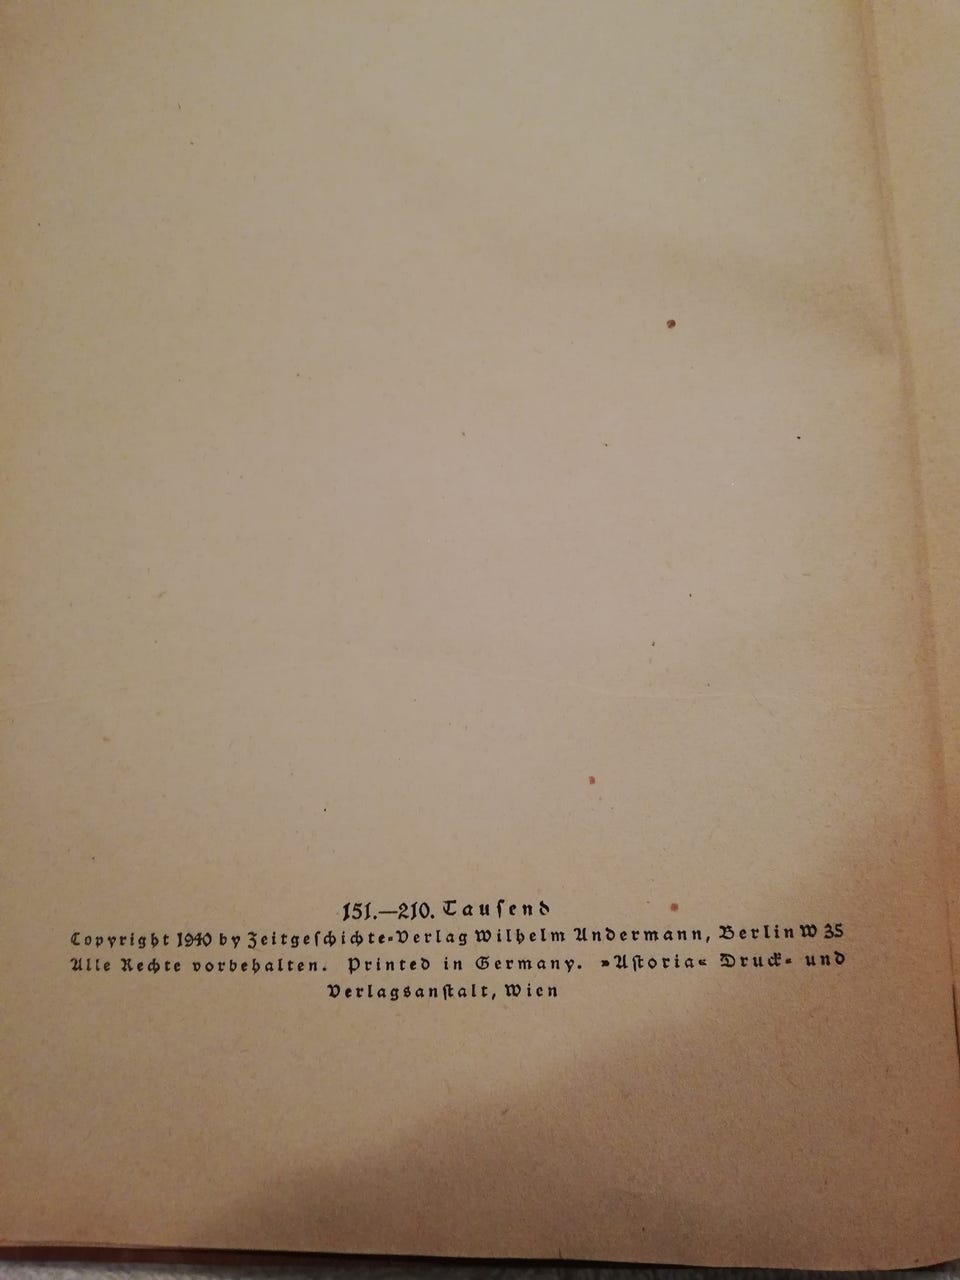 151.—210. Tauſend
Copyright 1940 by Zeitgeſchichte-Verlag Wilhelm Andermann, Berlin W 35
Alle Rechte vorbehalten. Printed in Germany. »Aſtoria« Druck- und
Verlagsanſtalt, Wien